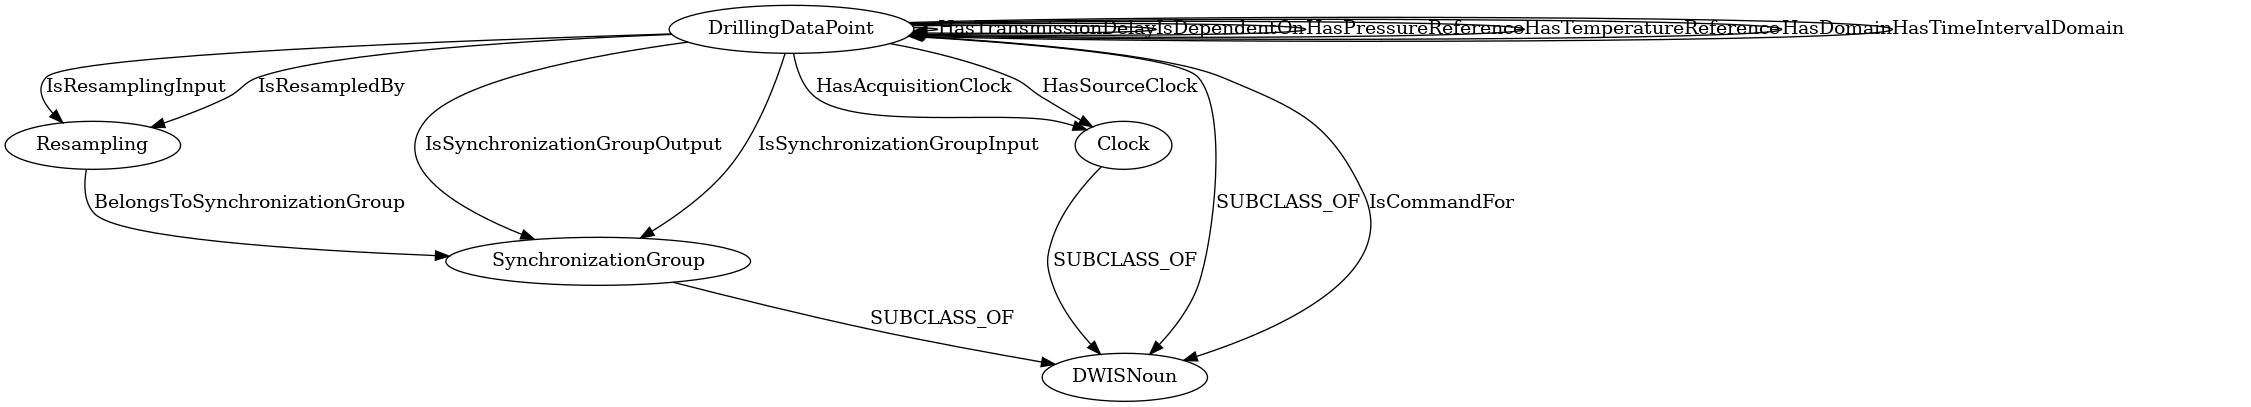 DrillingDataPoint
HasTransmissionDelay
IsDependentOn
HasPressureReference
HasTemperatureReference
HasDomain
HasTimeIntervalDomain
IsResamplingInput
IsResampledBy
HasAcquisitionClock
HasSourceClock
Resampling
IsSynchronizationGroupOutput
IsSynchronizationGroupInput
Clock
BelongsToSynchronizationGroup
SUBCLASS_OF
IsCommandFor
SynchronizationGroup
SUBCLASS_OF
SUBCLASS_OF
DWISNoun